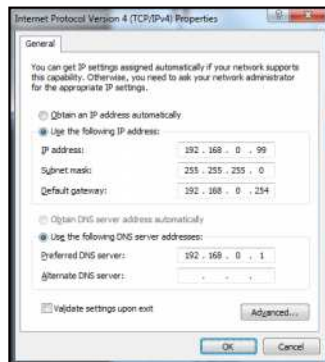 Internet Protocol Version 4 (TCP/IPv4) Properties
General
You can get IP settings assigned automatically if your network supports
this capability. Otherwise, you need to ask your network administrator
for the appropriate IP settings.
Obtain an IP address automatically
Use the following IP address:
IP address: 192 . 168 . 0 . 99
Subnet mask: 255 . 255 . 255 . 0
Default gateway: 192 . 168 . 0 . 254
Obtain DNS server address automatically
Use the following DNS server addresses:
Preferred DNS server: 192 . 168 . 0 . 1
Alternate DNS server: . . .
Validate settings upon exit
Advanced...
OK Cancel